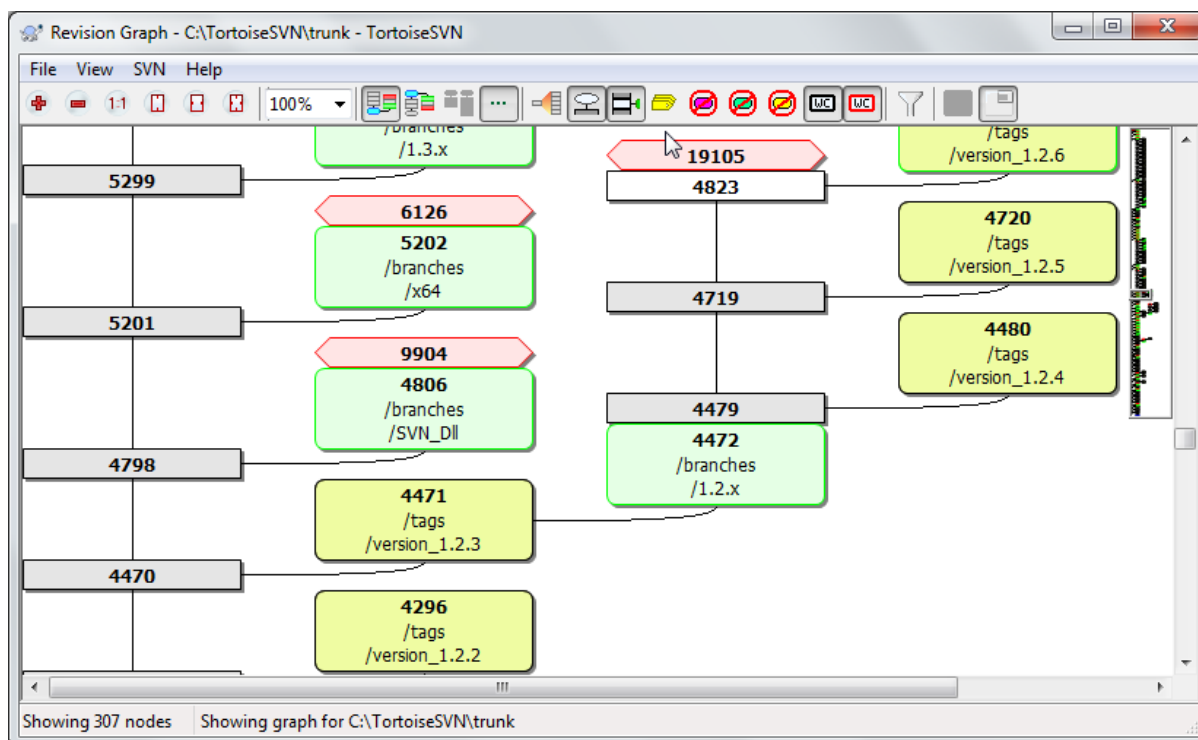 Revision Graph - C:\TortoiseSVN\trunk - TortoiseSVN
File View SVN Help
1:1 100% WC WC
/branches
/1.3.x
5299
6126
5202
/branches
/x64
5201
9904
4806
/branches
/SVN_Dll
4798
4471
/tags
/version_1.2.3
4470
4296
/tags
/version_1.2.2
19105
4823
4719
4479
4472
/branches
/1.2.x
/tags
/version_1.2.6
4720
/tags
/version_1.2.5
4480
/tags
/version_1.2.4
Showing 307 nodes Showing graph for C:\TortoiseSVN\trunk